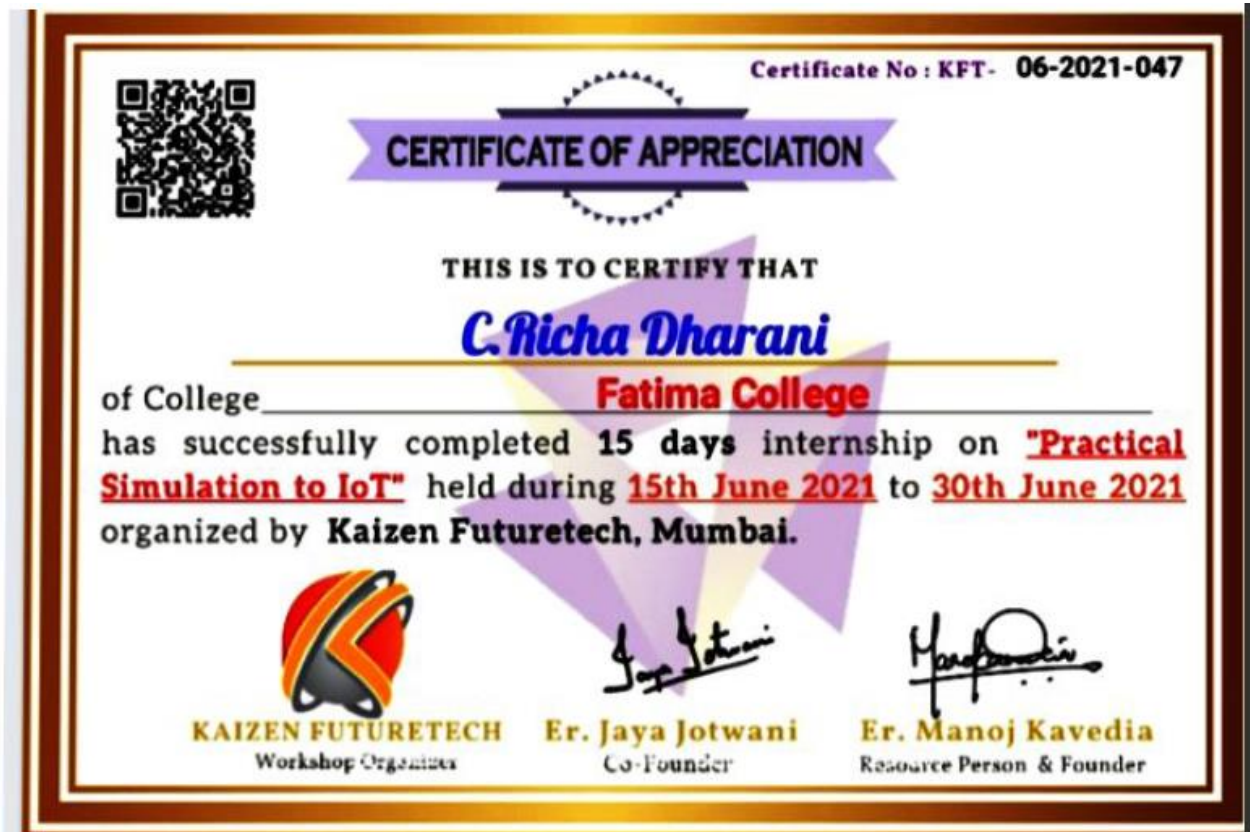 Certificate No : KFT- 06-2021-047
CERTIFICATE OF APPRECIATION
THIS IS TO CERTIFY THAT
C.Richa Dharani
of College Fatima College
has successfully completed 15 days internship on "Practical
Simulation to IoT" held during 15th June 2021 to 30th June 2021
organized by Kaizen Futuretech, Mumbai.
Jaya Jotwani
KAIZEN FUTURETECH Er. Jaya Jotwani Er. Manoj Kavedia
Workshop Organizer Co-Founder Resource Person & Founder